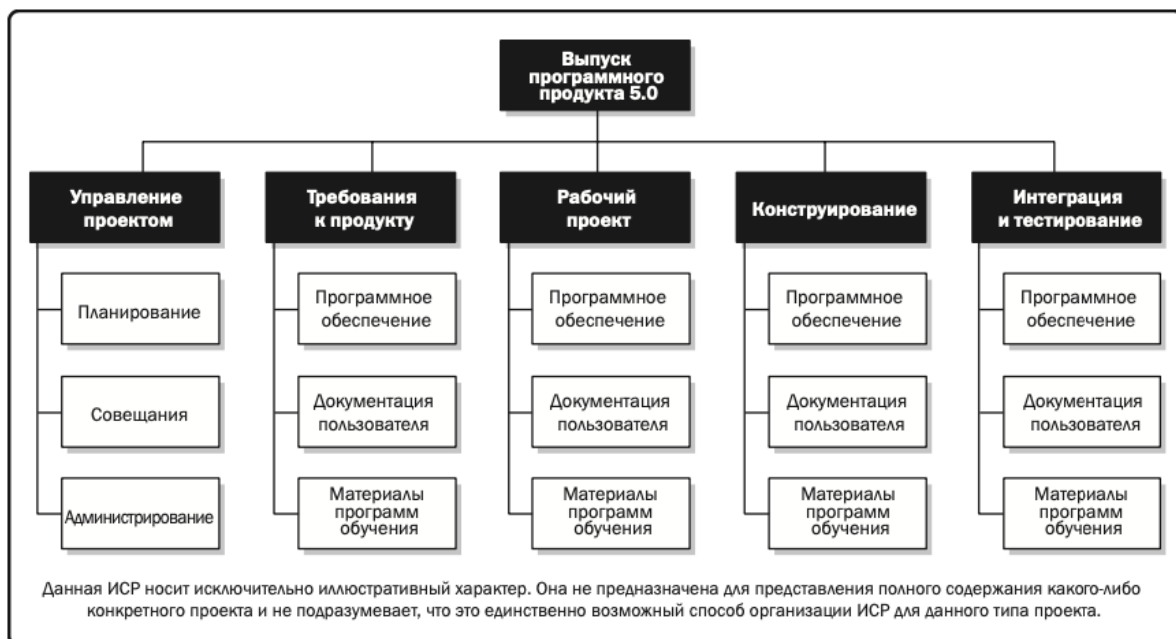 Выпуск
программного
продукта 5.0
Управление
проектом
Требования
к продукту
Рабочий
проект
Конструирование
Интеграция
и тестирование
Планирование
Программное
обеспечение
Программное
обеспечение
Программное
обеспечение
Программное
обеспечение
Совещания
Документация
пользователя
Документация
пользователя
Документация
пользователя
Документация
пользователя
Администрирование
Материалы
программ
обучения
Материалы
программ
обучения
Материалы
программ
обучения
Материалы
программ
обучения
Данная ИСР носит исключительно иллюстративный характер. Она не предназначена для представления полного содержания какого-либо
конкретного проекта и не подразумевает, что это единственно возможный способ организации ИСР для данного типа проекта.